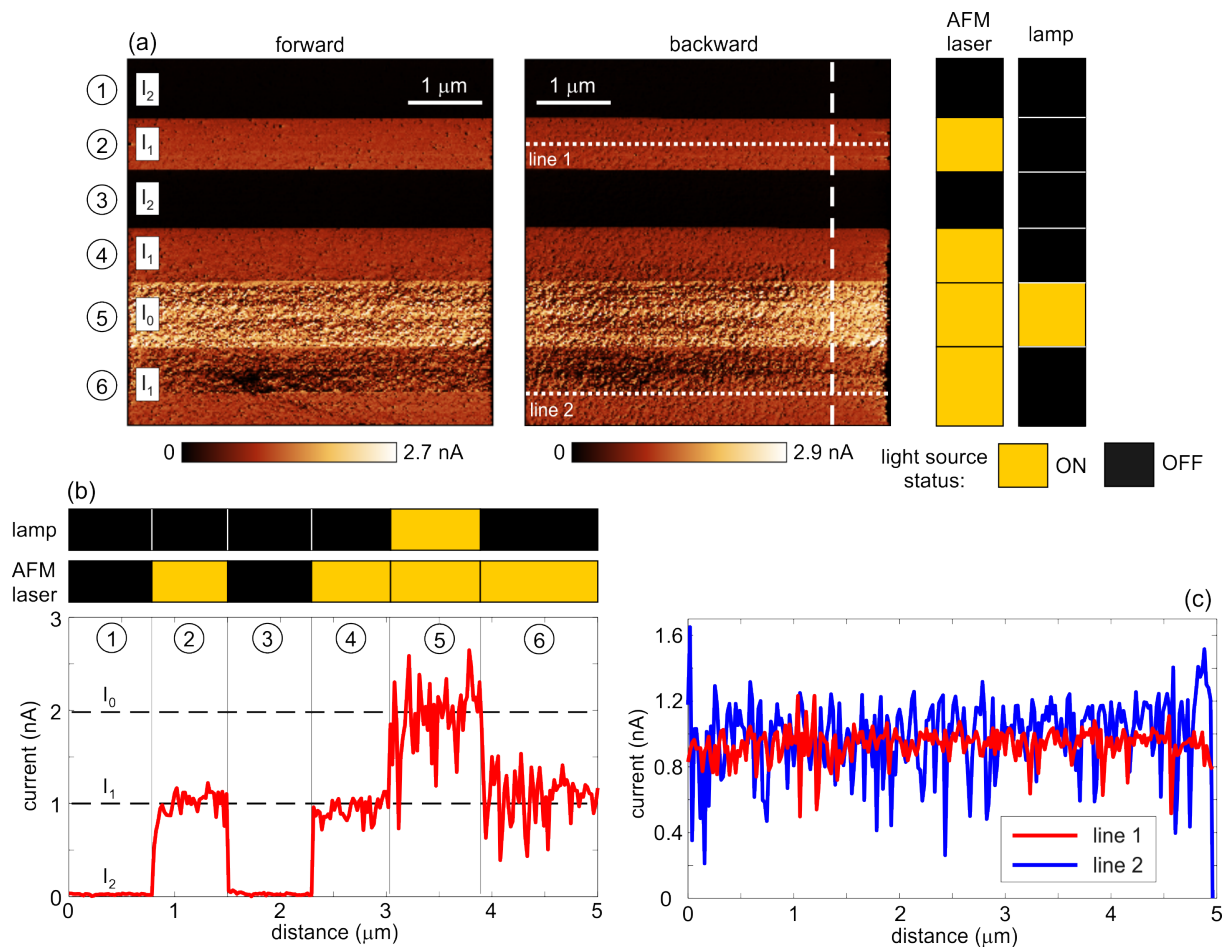 (a)
forward
backward
AFM
laser
lamp
1 I₂ 1 μm 1 μm
2 I₁ line 1
3 I₂
4 I₁
5 I₀
6 I₁ line 2
0 2.7 nA 0 2.9 nA
light source
status: ON OFF
(b)
lamp
AFM
laser
3
1 2 3 4 5 6
I₀
2
I₁
1
I₂
0
current (nA)
0 1 2 3 4 5
distance (μm)
(c)
1.6
1.2
0.8
0.4
0
current (nA)
line 1
line 2
0 1 2 3 4 5
distance (μm)